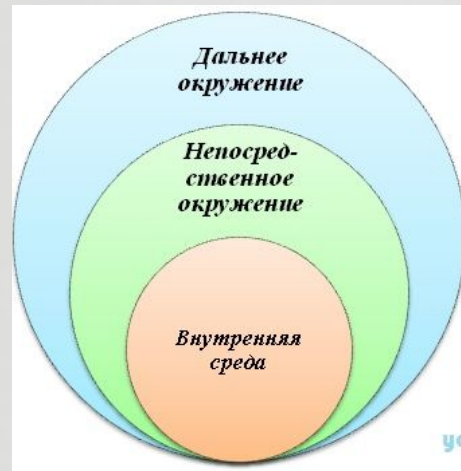 Дальнее
окружение
Непосред-
ственное
окружение
Внутренняя
среда